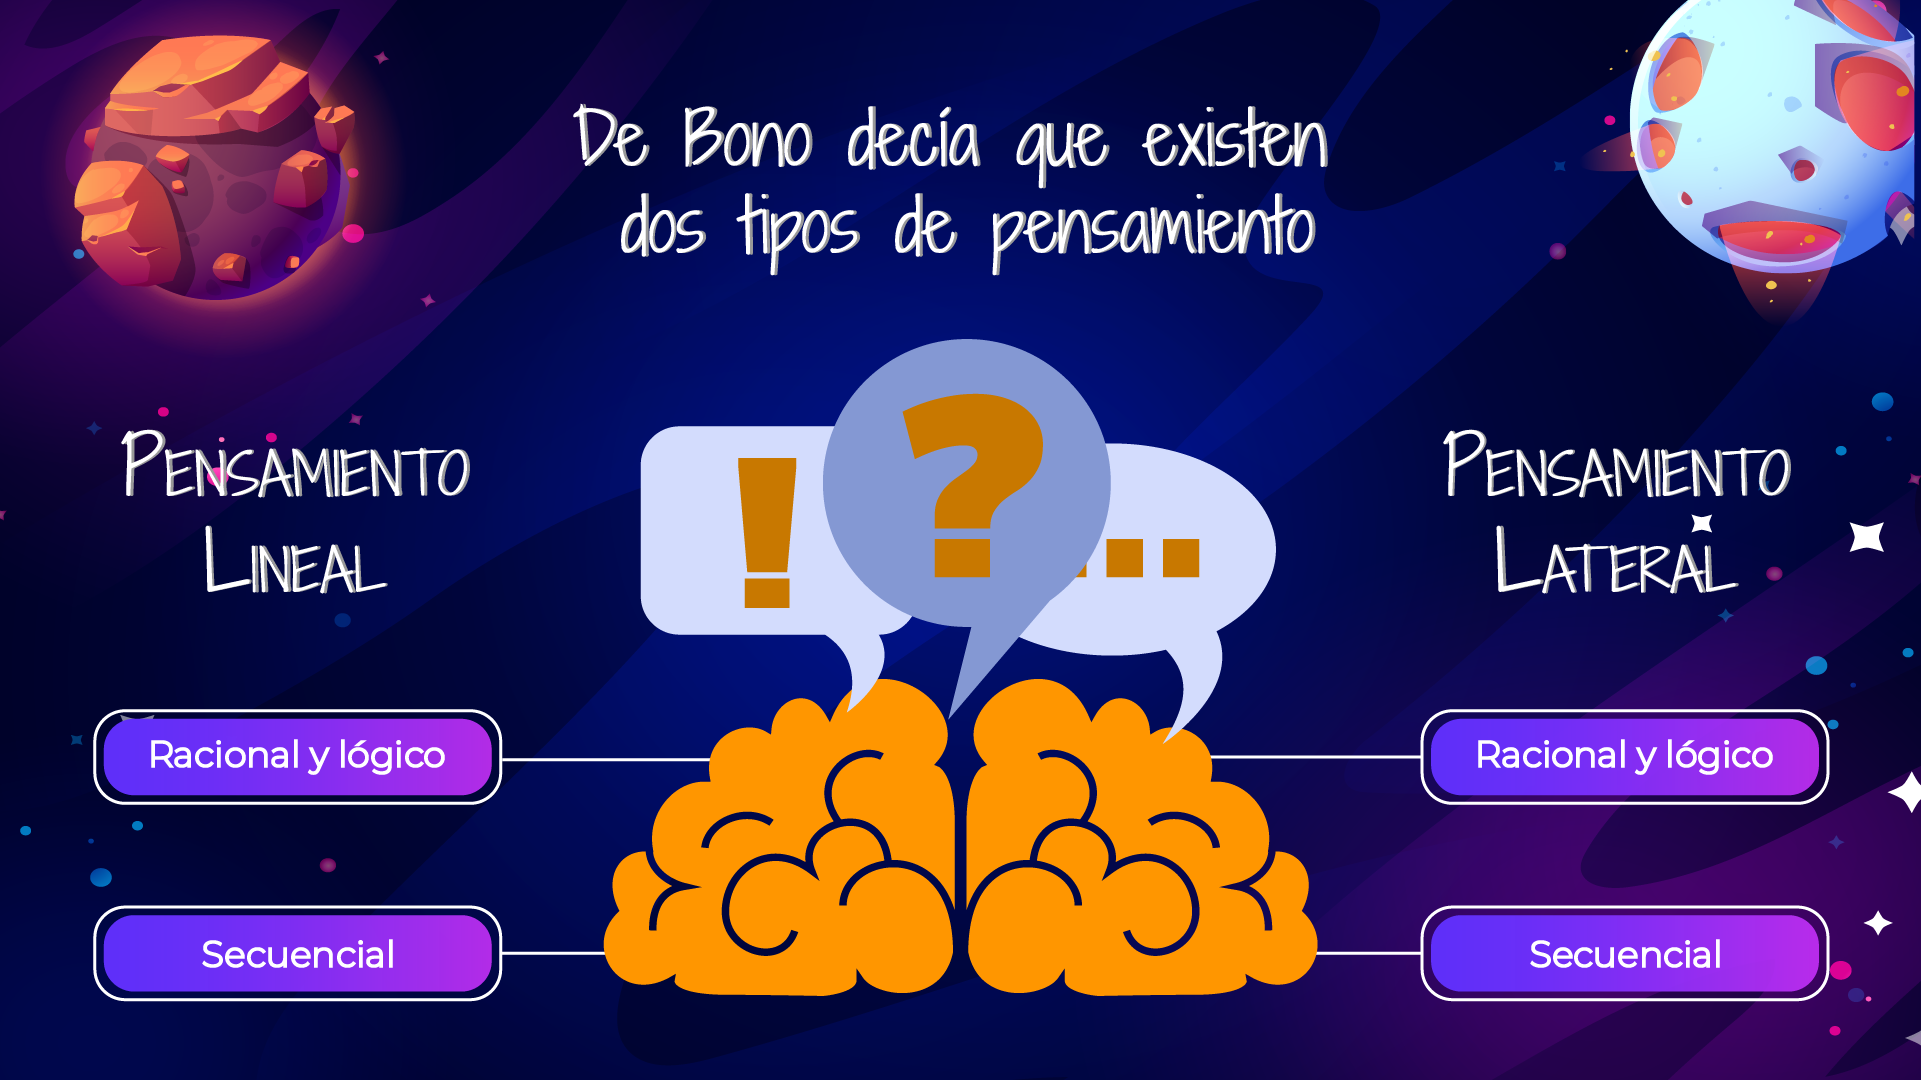 De Bono decía que existen
dos tipos de pensamiento
! ? ...
Pensamiento
Lineal
Racional y lógico
Secuencial
Pensamiento
Lateral
Racional y lógico
Secuencial